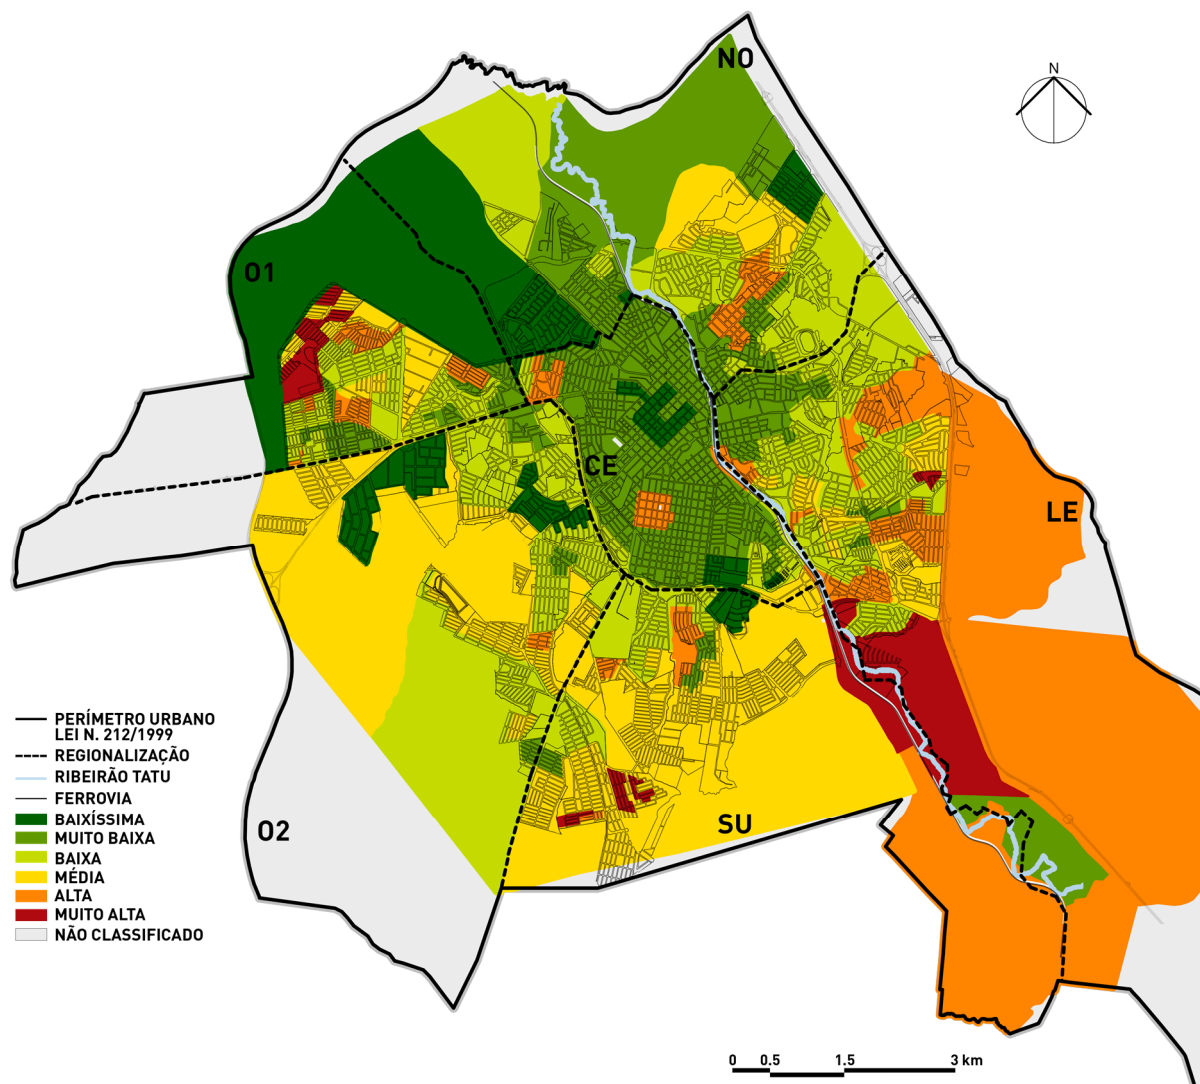 NO
N
O1
CE
LE
PERÍMETRO URBANO
LEI N. 212/1999
REGIONALIZAÇÃO
RIBEIRÃO TATU
FERROVIA
BAIXÍSSIMA
MUITO BAIXA
BAIXA
MÉDIA
ALTA
MUITO ALTA
NÃO CLASSIFICADO
O2
SU
0 0.5 1.5 3 km